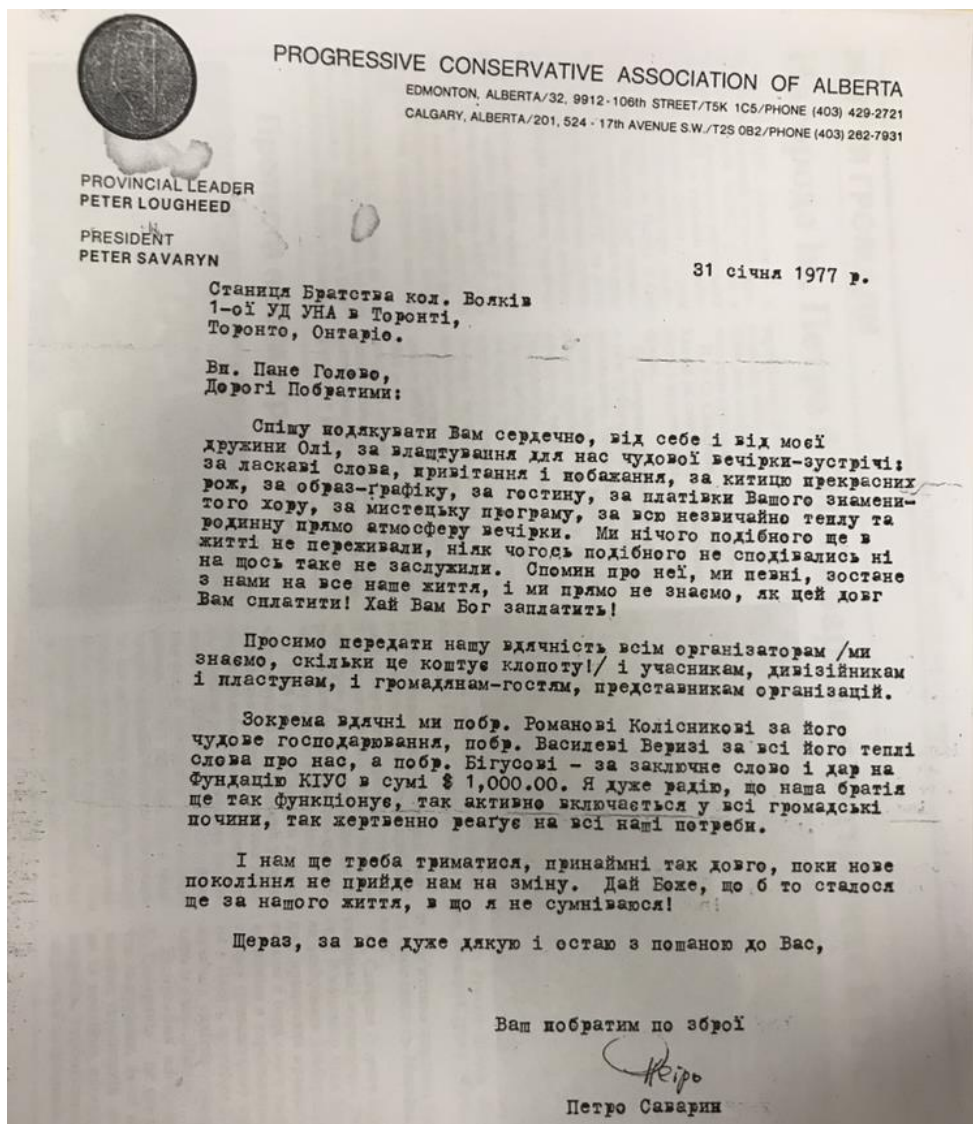 PROGRESSIVE CONSERVATIVE ASSOCIATION OF ALBERTA
EDMONTON, ALBERTA/32, 9912-106th STREET/T5K 1C5/PHONE (403) 429-2721
CALGARY, ALBERTA/201, 524 - 17th AVENUE S.W./T2S 0B2/PHONE (403) 262-7931
PROVINCIAL LEADER
PETER LOUGHEED
PRESIDENT
PETER SAVARYN
31 січня 1977 р.
Станиця Братства кол. Вояків
1-ої УД УНА в Торонті,
Торонто, Онтаріо.
Вп. Пане Голово,
Дорогі Побратими:
Спішу подякувати Вам сердечно, від себе і від моєї
дружини Олі, за влаштування для нас чудової вечірки-зустрічі;
за ласкаві слова, привітання і побажання, за китицю прекрасних
рож, за образ-ґрафіку, за гостину, за платівки Вашого знамени-
того хору, за мистецьку програму, за всю незвичайно теплу та
родинну прямо атмосферу вечірки. Ми нічого подібного ще в
житті не переживали, ніяк чогось подібного не сподівались ні
на щось таке не заслужили. Спомин про неї, ми певні, зостане
з нами на все наше життя, і ми прямо не знаємо, як цей довг
Вам сплатити! Хай Вам Бог заплатить!
Просимо передати нашу вдячність всім організаторам /ми
знаємо, скільки це коштує клопоту!/ і учасникам, дивізійникам
і пластунам, і громадянам-гостям, представникам організацій.
Зокрема вдячні ми побр. Романові Колісникові за його
чудове господарювання, побр. Василеві Веризі за всі його теплі
слова про нас, а побр. Бігусові - за заключне слово і дар на
Фундацію КІУС в сумі $ 1,000.00. Я дуже радію, що наша братія
ще так функціонує, так активно включається у всі громадські
почини, так жертвенно реаґує на всі наші потреби.
І нам ще треба триматися, принаймні так довго, поки нове
покоління не прийде нам на зміну. Дай Боже, що б то сталося
ще за нашого життя, в що я не сумніваюся!
Щераз, за все дуже дякую і остаю з пошаною до Вас,
Ваш побратим по зброї
Петро
Петро Саварин